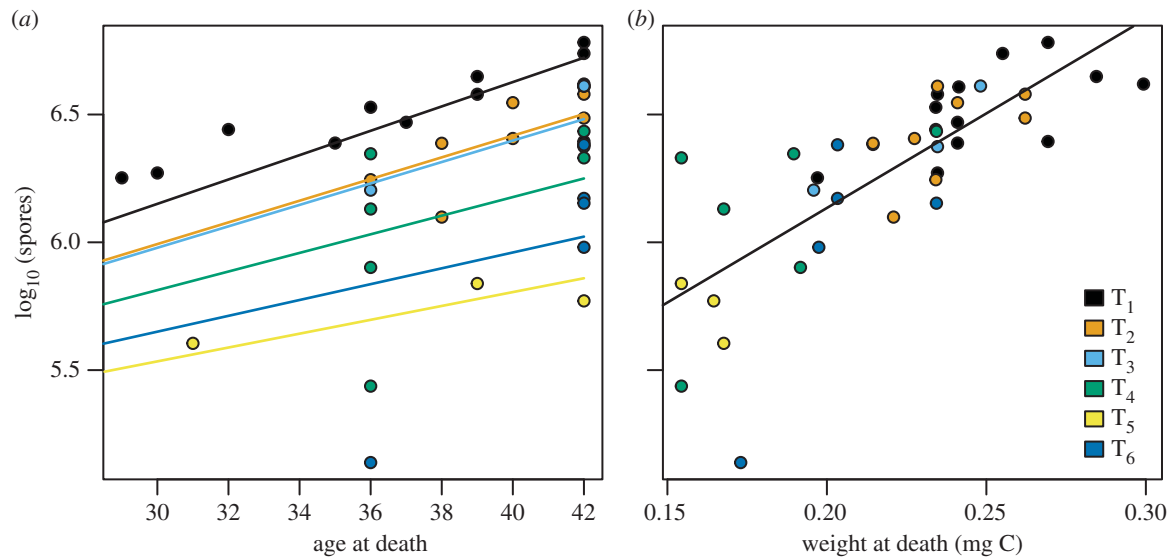 (a)
(b)
log₁₀ (spores)
6.5
6.0
5.5
30 32 34 36 38 40 42
age at death
0.15 0.20 0.25 0.30
weight at death (mg C)
T₁
T₂
T₃
T₄
T₅
T₆